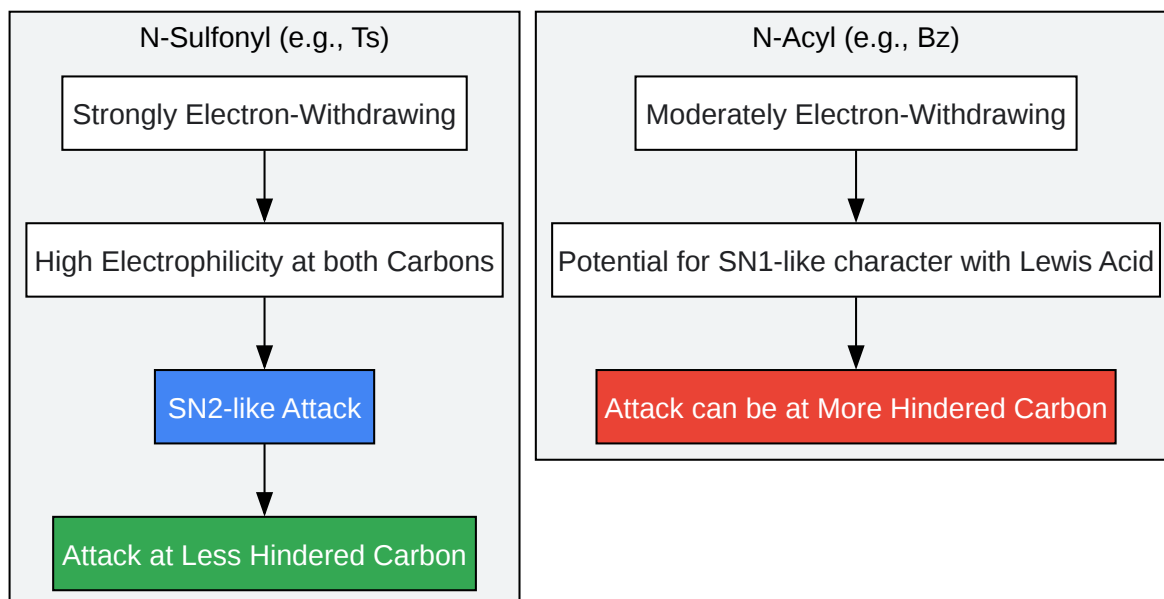 N-Sulfonyl (e.g., Ts)
Strongly Electron-Withdrawing
High Electrophilicity at both Carbons
SN2-like Attack
Attack at Less Hindered Carbon
N-Acyl (e.g., Bz)
Moderately Electron-Withdrawing
Potential for SN1-like character with Lewis Acid
Attack can be at More Hindered Carbon